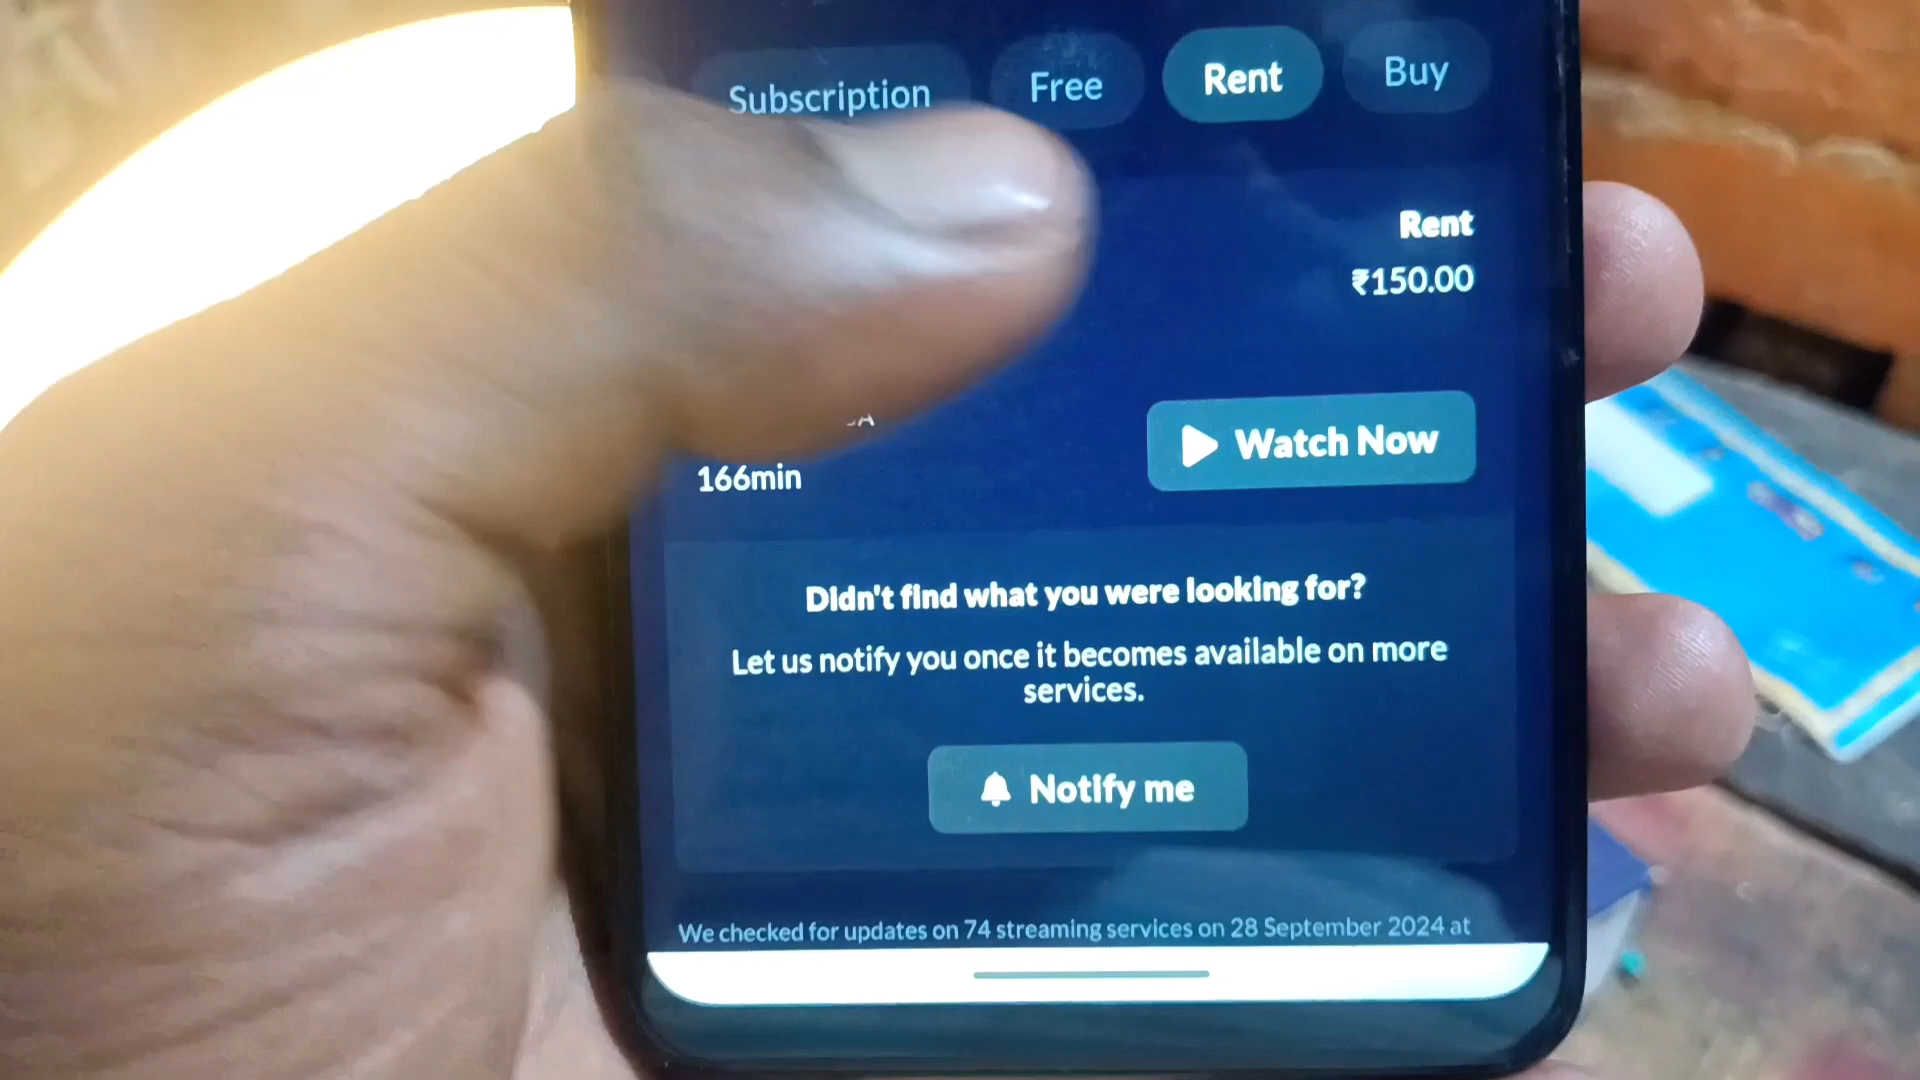 Subscription
Free
Rent
Buy
Rent
₹150.00
166min
Watch Now
Didn't find what you were looking for?
Let us notify you once it becomes available on more
services.
Notify me
We checked for updates on 74 streaming services on 28 September 2024 at